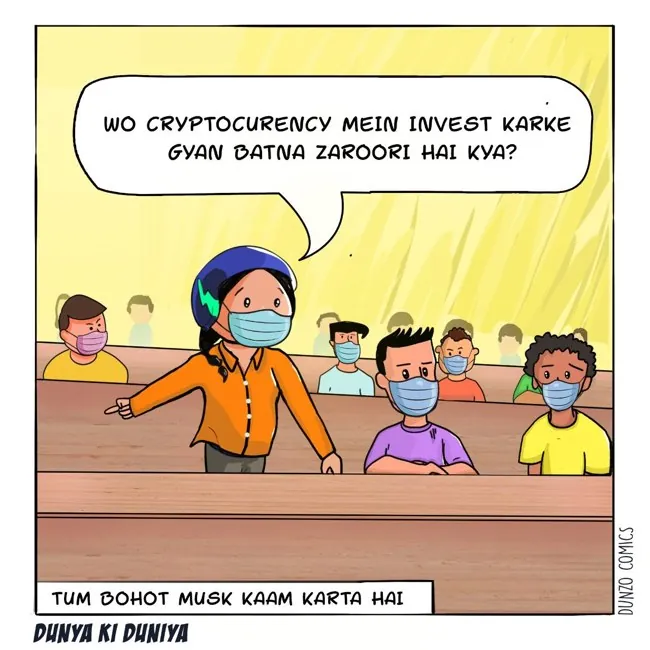 WO CRYPTOCURENCY MEIN INVEST KARKE
GYAN BATNA ZAROORI HAI KYA?
TUM BOHOT MUSK KAAM KARTA HAI
DUNYA KI DUNIYA
DUNZO COMICS